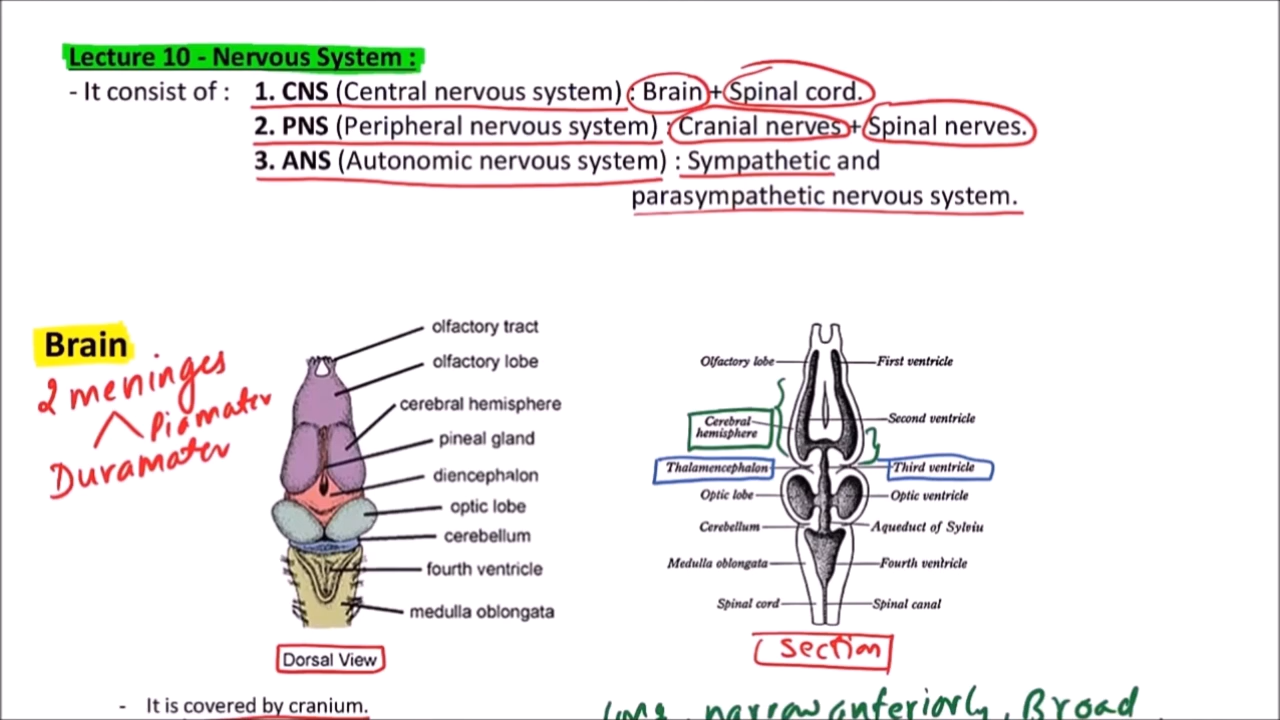 Lecture 10 - Nervous System :
- It consist of : 1. CNS (Central nervous system) : Brain + Spinal cord.
2. PNS (Peripheral nervous system) : Cranial nerves + Spinal nerves.
3. ANS (Autonomic nervous system) : Sympathetic and
parasympathetic nervous system.
Brain
2 meninges
Piamater
Duramater
olfactory tract
olfactory lobe
cerebral hemisphere
pineal gland
diencephalon
optic lobe
cerebellum
fourth ventricle
medulla oblongata
Dorsal View
Olfactory lobe
First ventricle
Cerebral
hemisphere
Second ventricle
Thalamencephalon
Third ventricle
Optic lobe
Optic ventricle
Cerebellum
Aqueduct of Sylviu
Medulla oblongata
Fourth ventricle
Spinal cord
Spinal canal
Section
- It is covered by cranium.
narrow anteriorly, Broad